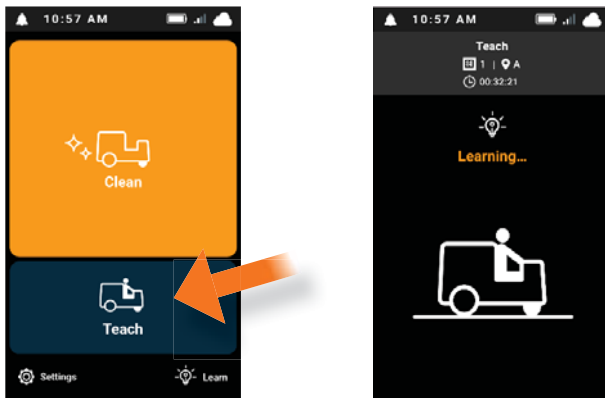 10:57 AM
Clean
Teach
Settings
Learn
10:57 AM
Teach
1 | A
00:32:21
Learning...